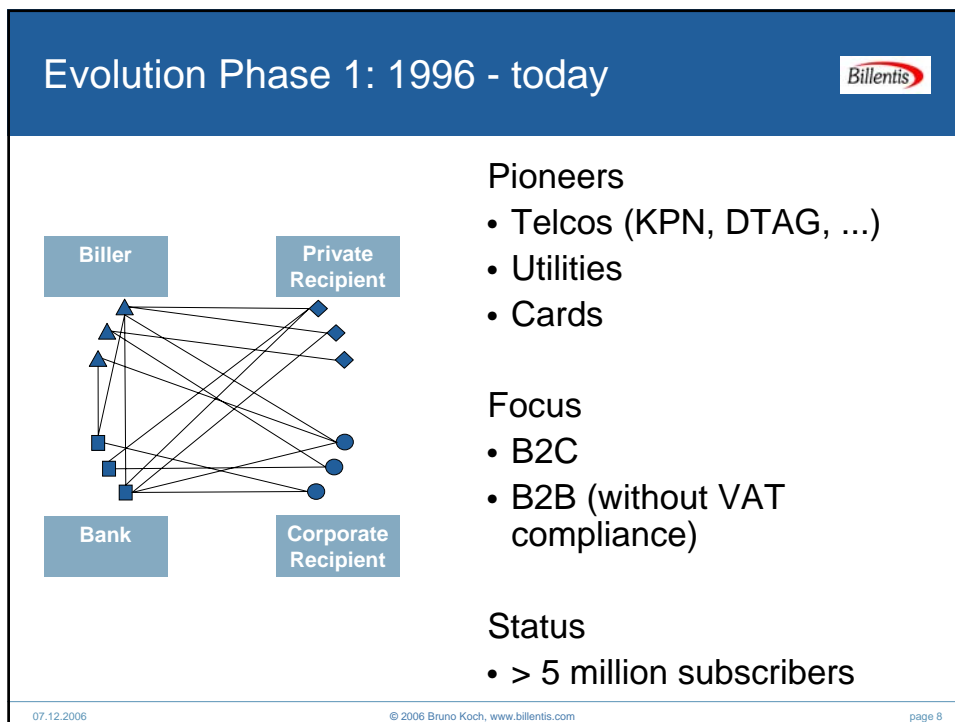 Evolution Phase 1: 1996 - today
Billentis
Biller
Private
Recipient
Bank
Corporate
Recipient
Pioneers
• Telcos (KPN, DTAG, ...)
• Utilities
• Cards
Focus
• B2C
• B2B (without VAT
compliance)
Status
• > 5 million subscribers
07.12.2006
© 2006 Bruno Koch, www.billentis.com
page 8